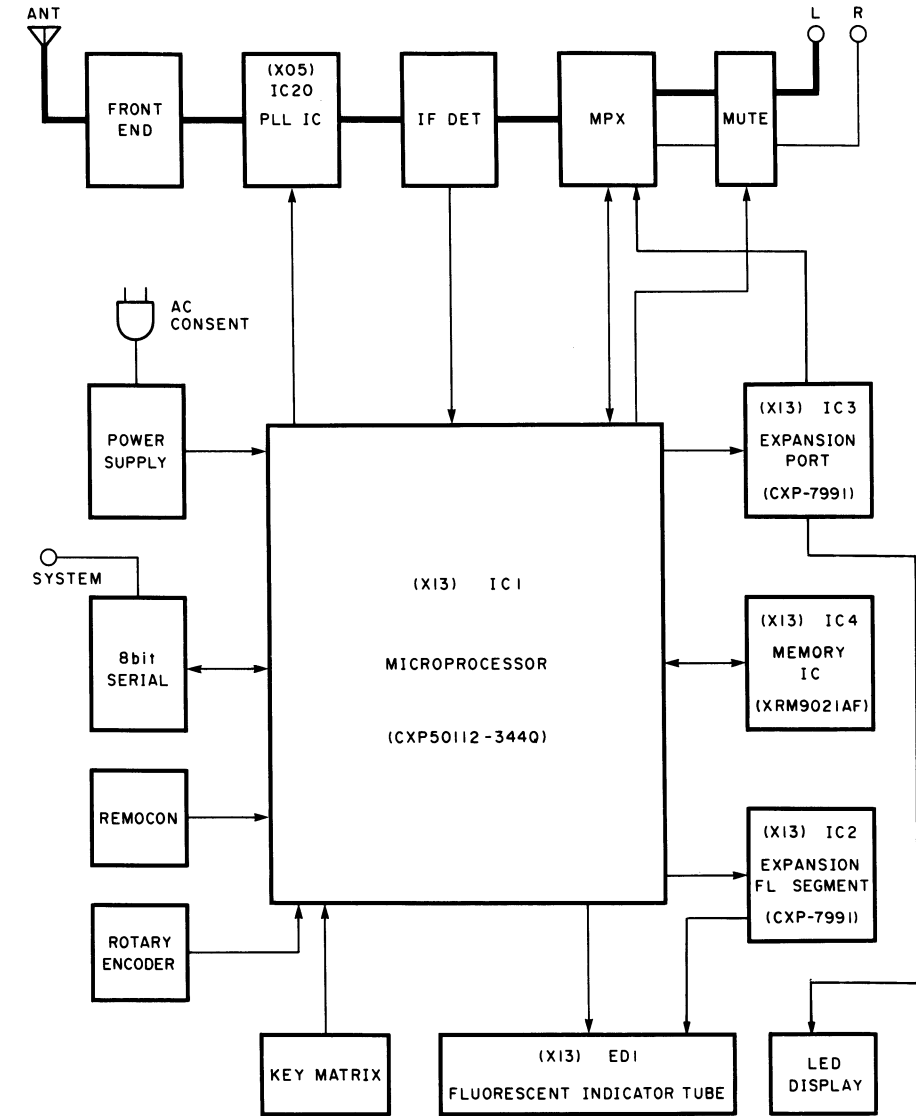 ANT
L R
FRONT
END
(X05)
IC20
PLL IC
IF DET
MPX
MUTE
AC
CONSENT
POWER
SUPPLY
(X13) IC3
EXPANSION
PORT
(CXP-7991)
SYSTEM
8bit
SERIAL
(X13) IC1
MICROPROCESSOR
(CXP50112-344Q)
(X13) IC4
MEMORY
IC
(XRM9021AF)
REMOCON
(X13) IC2
EXPANSION
FL SEGMENT
(CXP-7991)
ROTARY
ENCODER
KEY MATRIX
(X13) ED1
FLUORESCENT INDICATOR TUBE
LED
DISPLAY